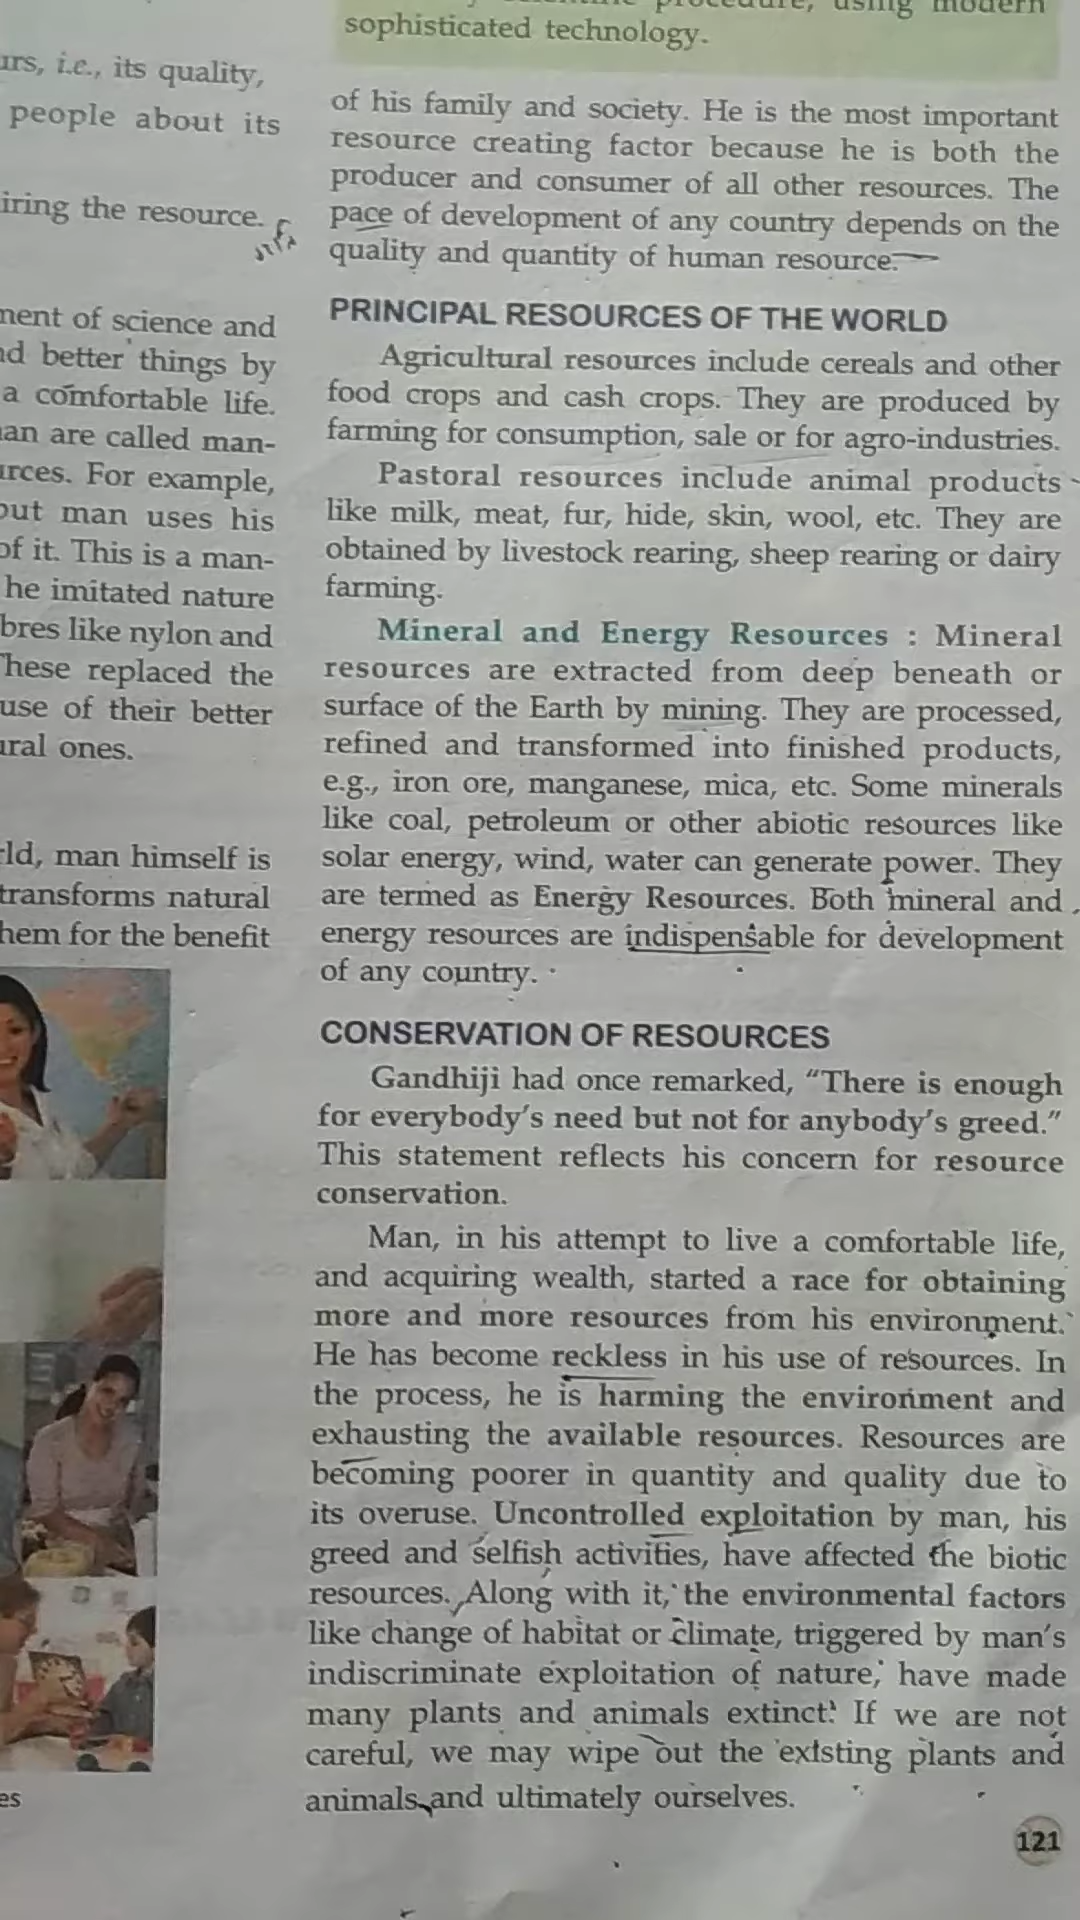 urs, i.e., its quality,
people about its
iring the resource.
ment of science and
nd better things by
a comfortable life.
an are called man-
urces. For example,
but man uses his
of it. This is a man-
he imitated nature
bres like nylon and
These replaced the
use of their better
ural ones.
rld, man himself is
transforms natural
hem for the benefit
es
procedure, using modern
sophisticated technology.
of his family and society. He is the most important
resource creating factor because he is both the
producer and consumer of all other resources. The
pace of development of any country depends on the
quality and quantity of human resource.
PRINCIPAL RESOURCES OF THE WORLD
Agricultural resources include cereals and other
food crops and cash crops. They are produced by
farming for consumption, sale or for agro-industries.
Pastoral resources include animal products
like milk, meat, fur, hide, skin, wool, etc. They are
obtained by livestock rearing, sheep rearing or dairy
farming.
Mineral and Energy Resources : Mineral
resources are extracted from deep beneath or
surface of the Earth by mining. They are processed,
refined and transformed into finished products,
e.g., iron ore, manganese, mica, etc. Some minerals
like coal, petroleum or other abiotic resources like
solar energy, wind, water can generate power. They
are termed as Energy Resources. Both mineral and
energy resources are indispensable for development
of any country.
CONSERVATION OF RESOURCES
Gandhiji had once remarked, “There is enough
for everybody’s need but not for anybody’s greed.”
This statement reflects his concern for resource
conservation.
Man, in his attempt to live a comfortable life,
and acquiring wealth, started a race for obtaining
more and more resources from his environment.
He has become reckless in his use of resources. In
the process, he is harming the environment and
exhausting the available resources. Resources are
becoming poorer in quantity and quality due to
its overuse. Uncontrolled exploitation by man, his
greed and selfish activities, have affected the biotic
resources. Along with it, the environmental factors
like change of habitat or climate, triggered by man’s
indiscriminate exploitation of nature, have made
many plants and animals extinct. If we are not
careful, we may wipe out the existing plants and
animals and ultimately ourselves.
121